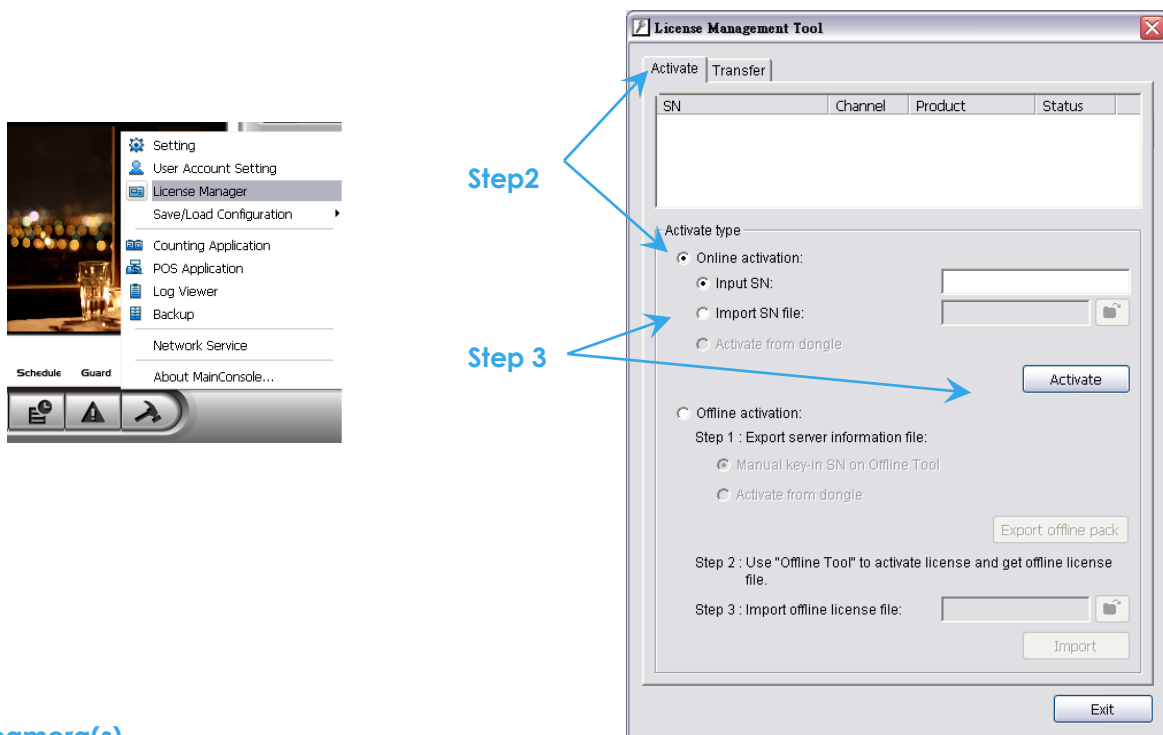 Setting
User Account Setting
License Manager
Save/Load Configuration
Counting Application
POS Application
Log Viewer
Backup
Network Service
About MainConsole...
Schedule Guard
Step2
Step 3
License Management Tool
Activate Transfer
SN Channel Product Status
Activate type
Online activation:
Input SN:
Import SN file:
Activate from dongle
Activate
Offline activation:
Step 1 : Export server information file:
Manual key-in SN on Offline Tool
Activate from dongle
Export offline pack
Step 2 : Use "Offline Tool" to activate license and get offline license
file.
Step 3 : Import offline license file:
Import
Exit